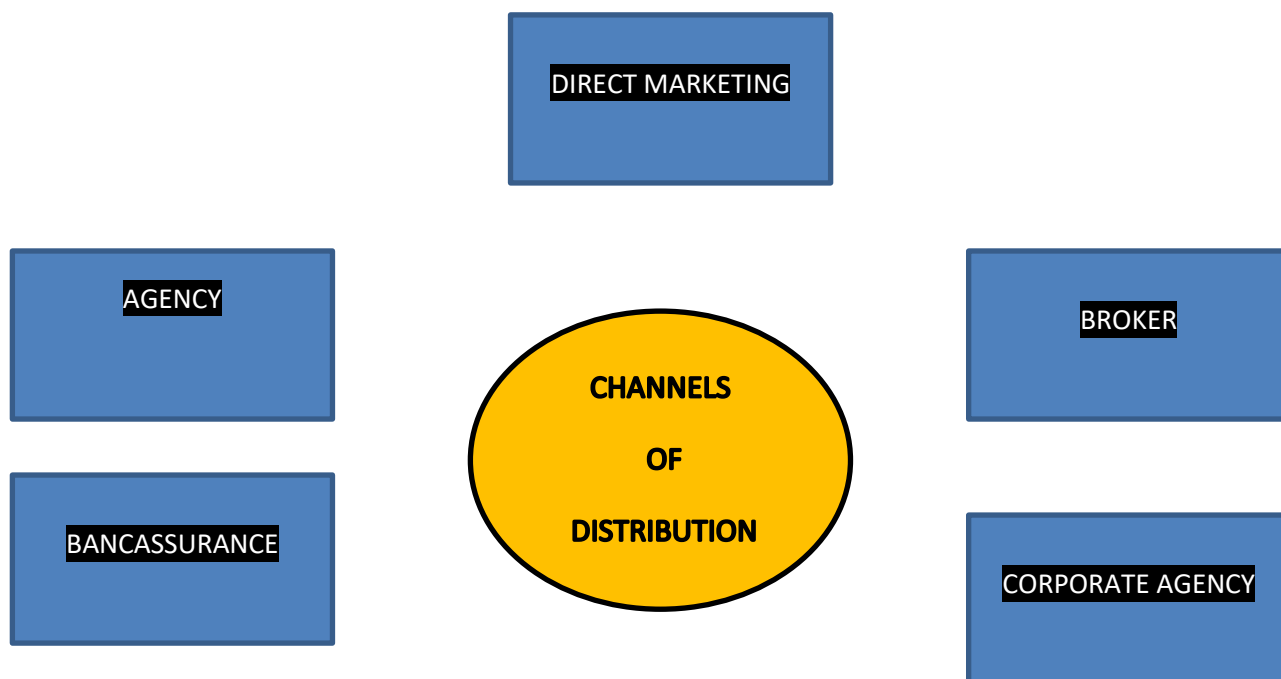 DIRECT MARKETING
AGENCY
BROKER
CHANNELS
OF
DISTRIBUTION
BANCASSURANCE
CORPORATE AGENCY